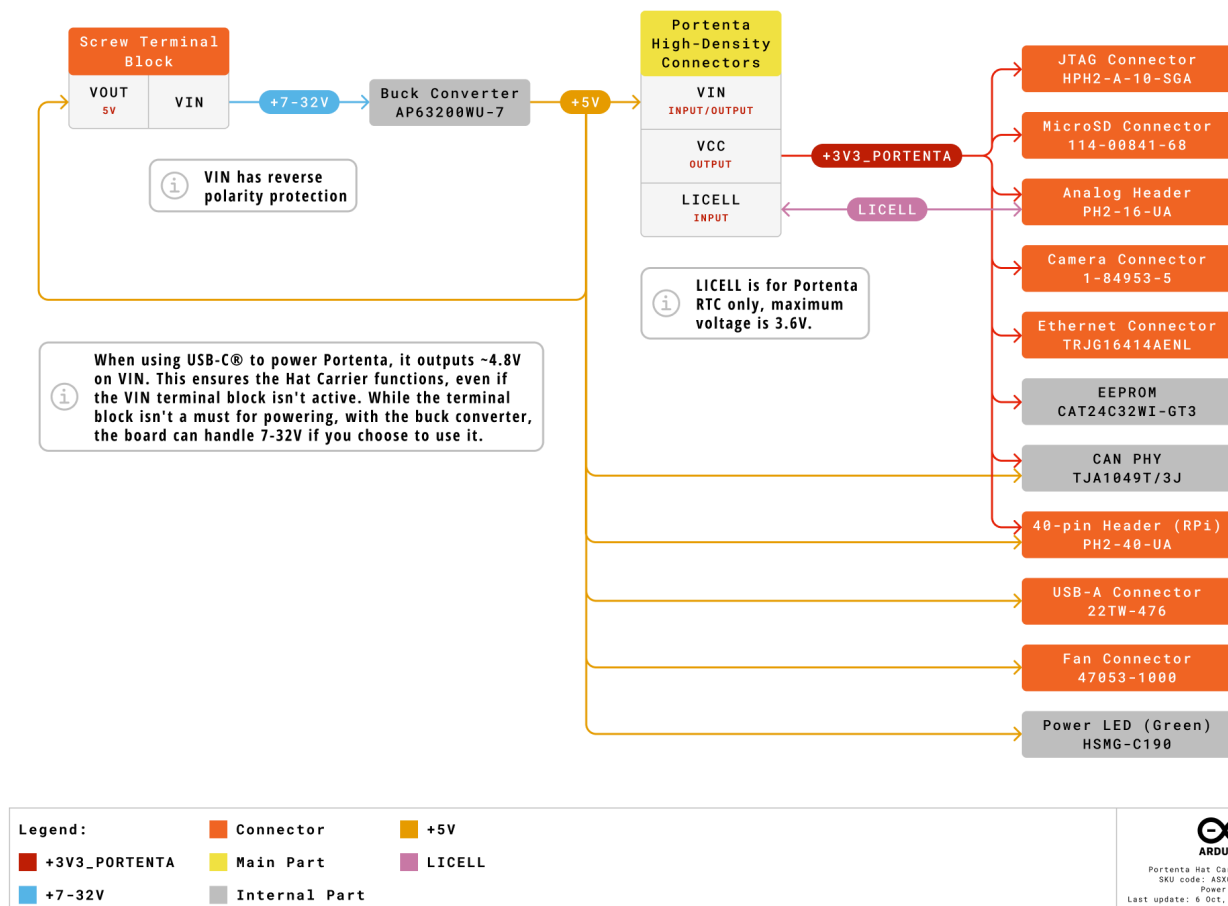 Screw Terminal
Block
VOUT
5V
VIN
+7-32V
Buck Converter
AP63200WU-7
+5V
Portenta
High-Density
Connectors
VIN
INPUT/OUTPUT
VCC
OUTPUT
LICELL
INPUT
+3V3_PORTENTA
LICELL
VIN has reverse
polarity protection
LICELL is for Portenta
RTC only, maximum
voltage is 3.6V.
When using USB-C® to power Portenta, it outputs ~4.8V
on VIN. This ensures the Hat Carrier functions, even if
the VIN terminal block isn't active. While the terminal
block isn't a must for powering, with the buck converter,
the board can handle 7-32V if you choose to use it.
JTAG Connector
HPH2-A-10-SGA
MicroSD Connector
114-00841-68
Analog Header
PH2-16-UA
Camera Connector
1-84953-5
Ethernet Connector
TRJG16414AENL
EEPROM
CAT24C32WI-GT3
CAN PHY
TJA1049T/3J
40-pin Header (RPi)
PH2-40-UA
USB-A Connector
22TW-476
Fan Connector
47053-1000
Power LED (Green)
HSMG-C190
Legend:
Connector
+5V
+3V3_PORTENTA
Main Part
LICELL
+7-32V
Internal Part
Portenta Hat
SKU code:
Power
Last update: 6 Oct,